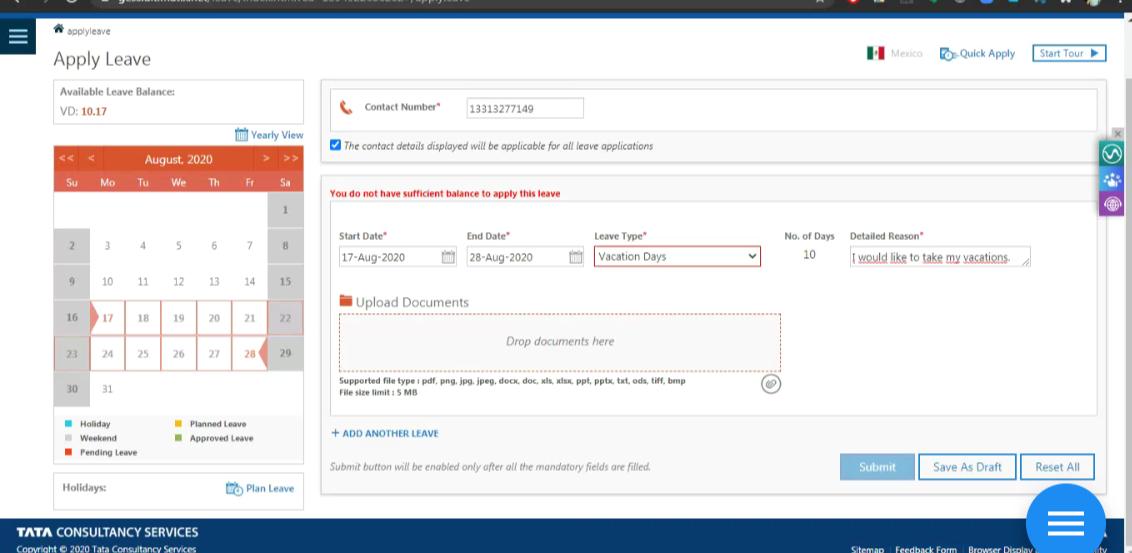 applyleave
Apply Leave
Mexico
Quick Apply
Start Tour
Available Leave Balance:
VD: 10.17
Yearly View
<< < August, 2020 > >>
Su Mo Tu We Th Fr Sa
1
2 3 4 5 6 7 8
9 10 11 12 13 14 15
16 17 18 19 20 21 22
23 24 25 26 27 28 29
30 31
Holiday Planned Leave
Weekend Approved Leave
Pending Leave
Holidays: Plan Leave
Contact Number* 13313277149
The contact details displayed will be applicable for all leave applications
You do not have sufficient balance to apply this leave
Start Date* End Date* Leave Type* No. of Days Detailed Reason*
17-Aug-2020 28-Aug-2020 Vacation Days 10 I would like to take my vacations.
Upload Documents
Drop documents here
Supported file type : pdf, png, jpg, jpeg, docx, doc, xls, xlsx, ppt, pptx, txt, ods, tiff, bmp
File size limit : 5 MB
+ ADD ANOTHER LEAVE
Submit button will be enabled only after all the mandatory fields are filled.
Submit Save As Draft Reset All
TATA CONSULTANCY SERVICES
Copyright © 2020 Tata Consultancy Services
Sitemap Feedback Form Browser Display